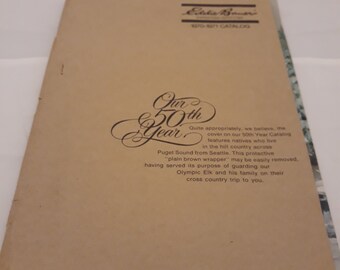 Eddie Bauer
800-521-CATALOG
Our
50th
Year
Quite appropriately, we believe, the
cover on our 50th Year Catalog
features natives who live
in the hill country across
Puget Sound from Seattle. This protective
"plain brown wrapper" may be easily removed,
having served its purpose of guarding our
Olympic Elk and his family on their
cross country trip to you.